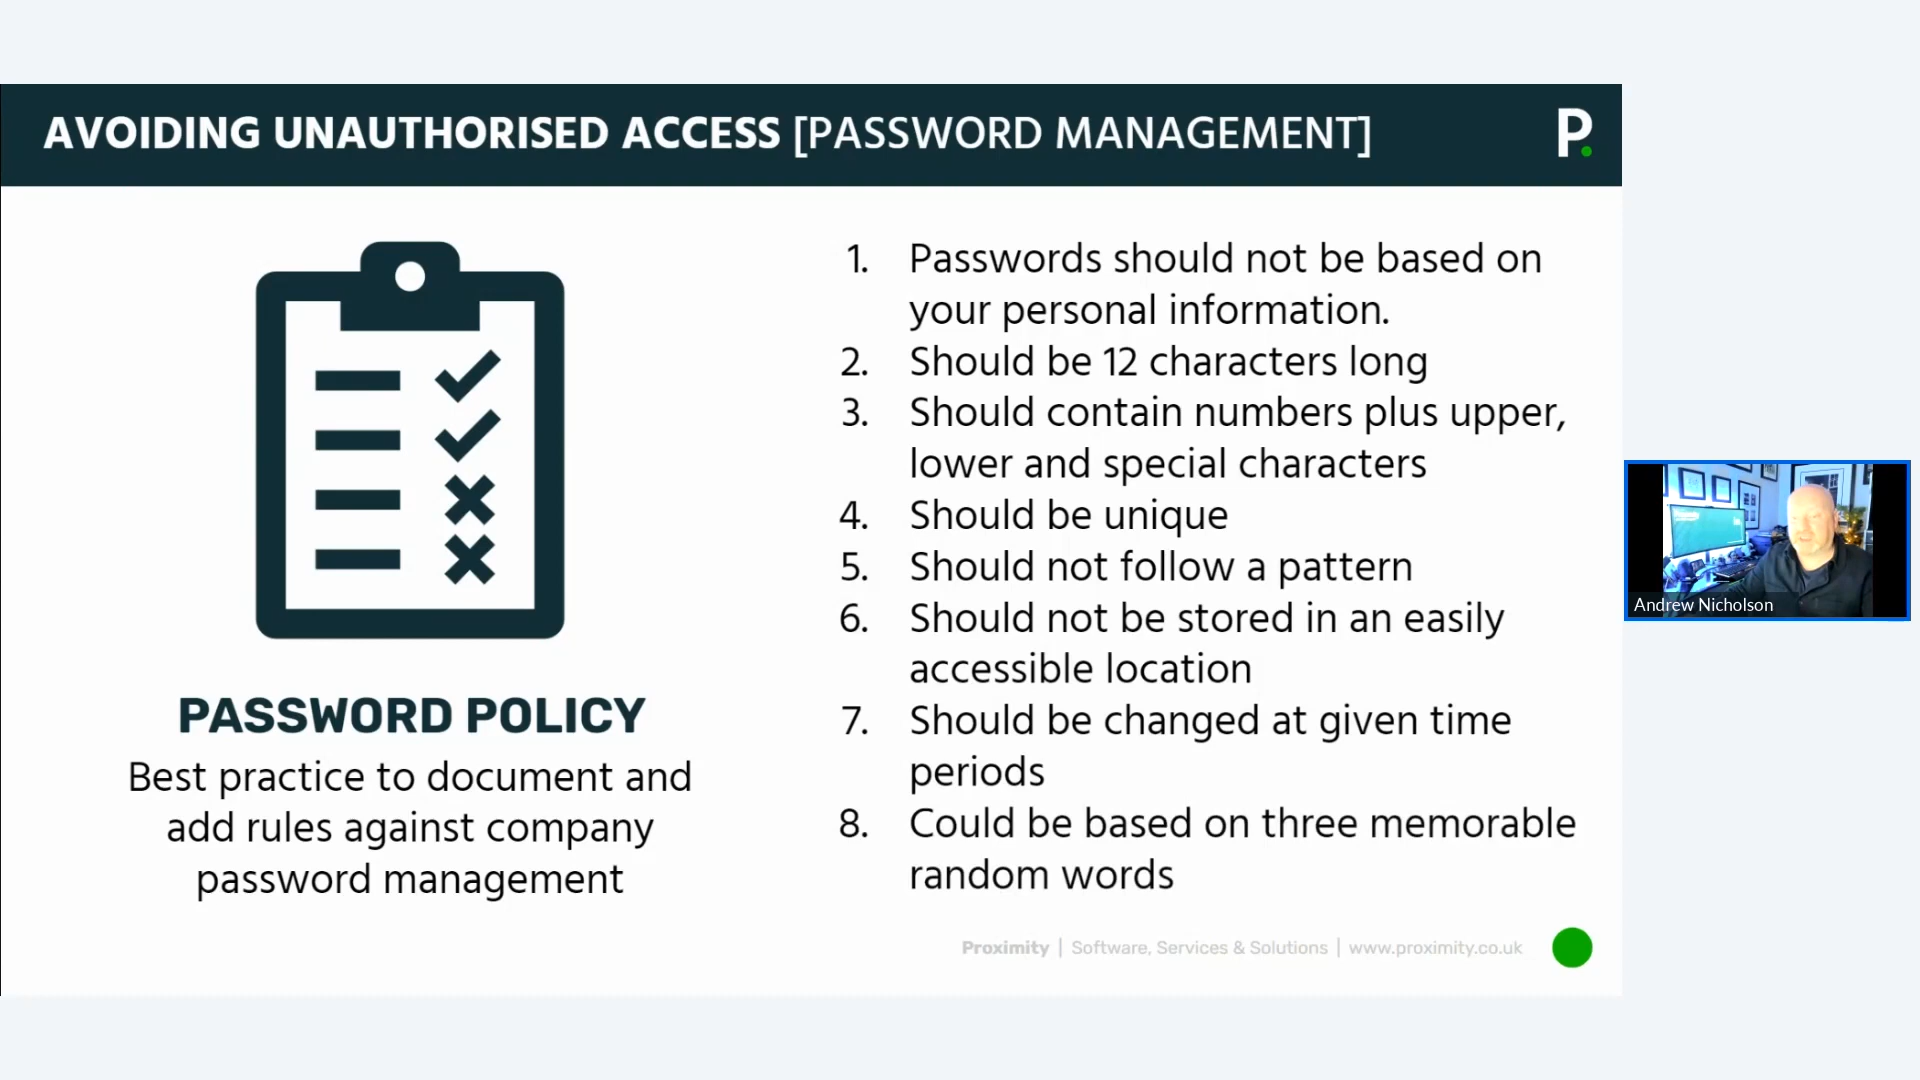 AVOIDING UNAUTHORISED ACCESS [PASSWORD MANAGEMENT]
P.
PASSWORD POLICY
Best practice to document and
add rules against company
password management
1. Passwords should not be based on
your personal information.
2. Should be 12 characters long
3. Should contain numbers plus upper,
lower and special characters
4. Should be unique
5. Should not follow a pattern
6. Should not be stored in an easily
accessible location
7. Should be changed at given time
periods
8. Could be based on three memorable
random words
Proximity | Software, Services & Solutions | www.proximity.co.uk
Andrew Nicholson